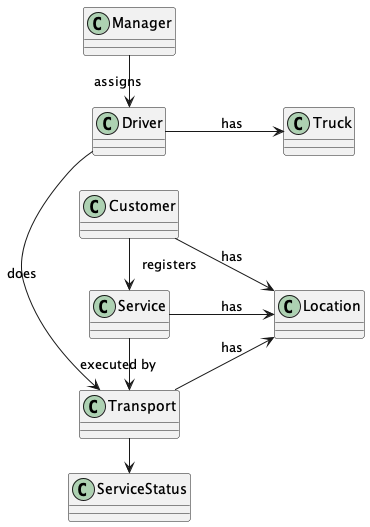 C Manager
assigns
C Driver
has
C Truck
C Customer
has
does
registers
C Service
has
C Location
executed by
has
C Transport
C ServiceStatus